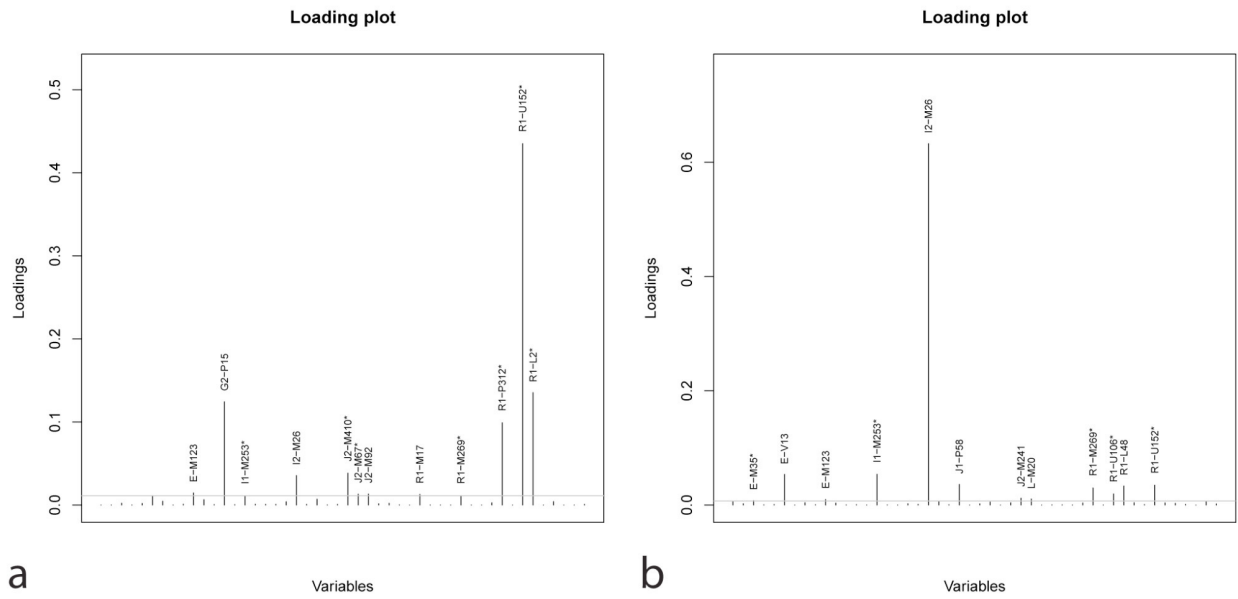 a
Loading plot
Loadings
0.5
0.4
0.3
0.2
0.1
0.0
E−M123
G2−P15
I1−M253*
I2−M26
J2−M410*
J2−M67*
J2−M92
R1−M17
R1−M269*
R1−P312*
R1−U152*
R1−L2*
Variables
b
Loading plot
Loadings
0.6
0.4
0.2
0.0
E−M35*
E−V13
E−M123
I1−M253*
I2−M26
J1−P58
J2−M241
L−M20
R1−M269*
R1−U106*
R1−L48
R1−U152*
Variables